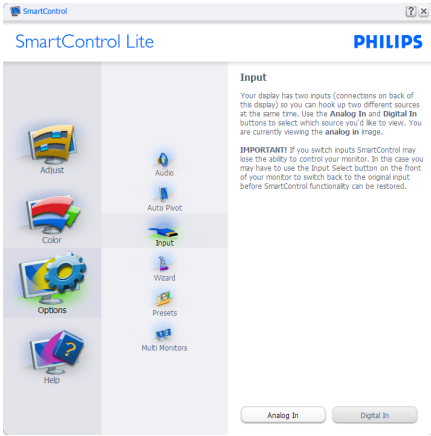 SmartControl
SmartControl Lite
PHILIPS
Adjust
Color
Options
Help
Audio
Auto Pivot
Input
Wizard
Presets
Multi Monitors
Input
Your display has two inputs (connections on back of
this display) so you can hook up two different sources
at the same time. Use the Analog In and Digital In
buttons to select which source you'd like to view. You
are currently viewing the analog in image.
IMPORTANT! If you switch inputs SmartControl may
lose the ability to control your monitor. In this case you
may have to use the Input Select button on the front
of your monitor to switch back to the original input
before SmartControl functionality can be restored.
Analog In
Digital In